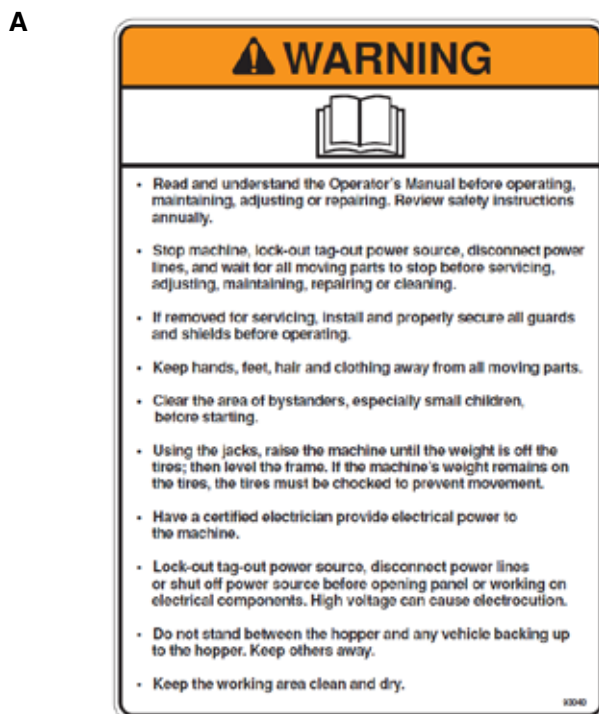 A
WARNING
• Read and understand the Operator's Manual before operating,
maintaining, adjusting or repairing. Review safety instructions
annually.
• Stop machine, lock-out tag-out power source, disconnect power
lines, and wait for all moving parts to stop before servicing,
adjusting, maintaining, repairing or cleaning.
• If removed for servicing, install and properly secure all guards
and shields before operating.
• Keep hands, feet, hair and clothing away from all moving parts.
• Clear the area of bystanders, especially small children,
before starting.
• Using the jacks, raise the machine until the weight is off the
tires; then level the frame. If the machine's weight remains on
the tires, the tires must be chocked to prevent movement.
• Have a certified electrician provide electrical power to
the machine.
• Lock-out tag-out power source, disconnect power lines
or shut off power source before opening panel or working on
electrical components. High voltage can cause electrocution.
• Do not stand between the hopper and any vehicle backing up
to the hopper. Keep others away.
• Keep the working area clean and dry.